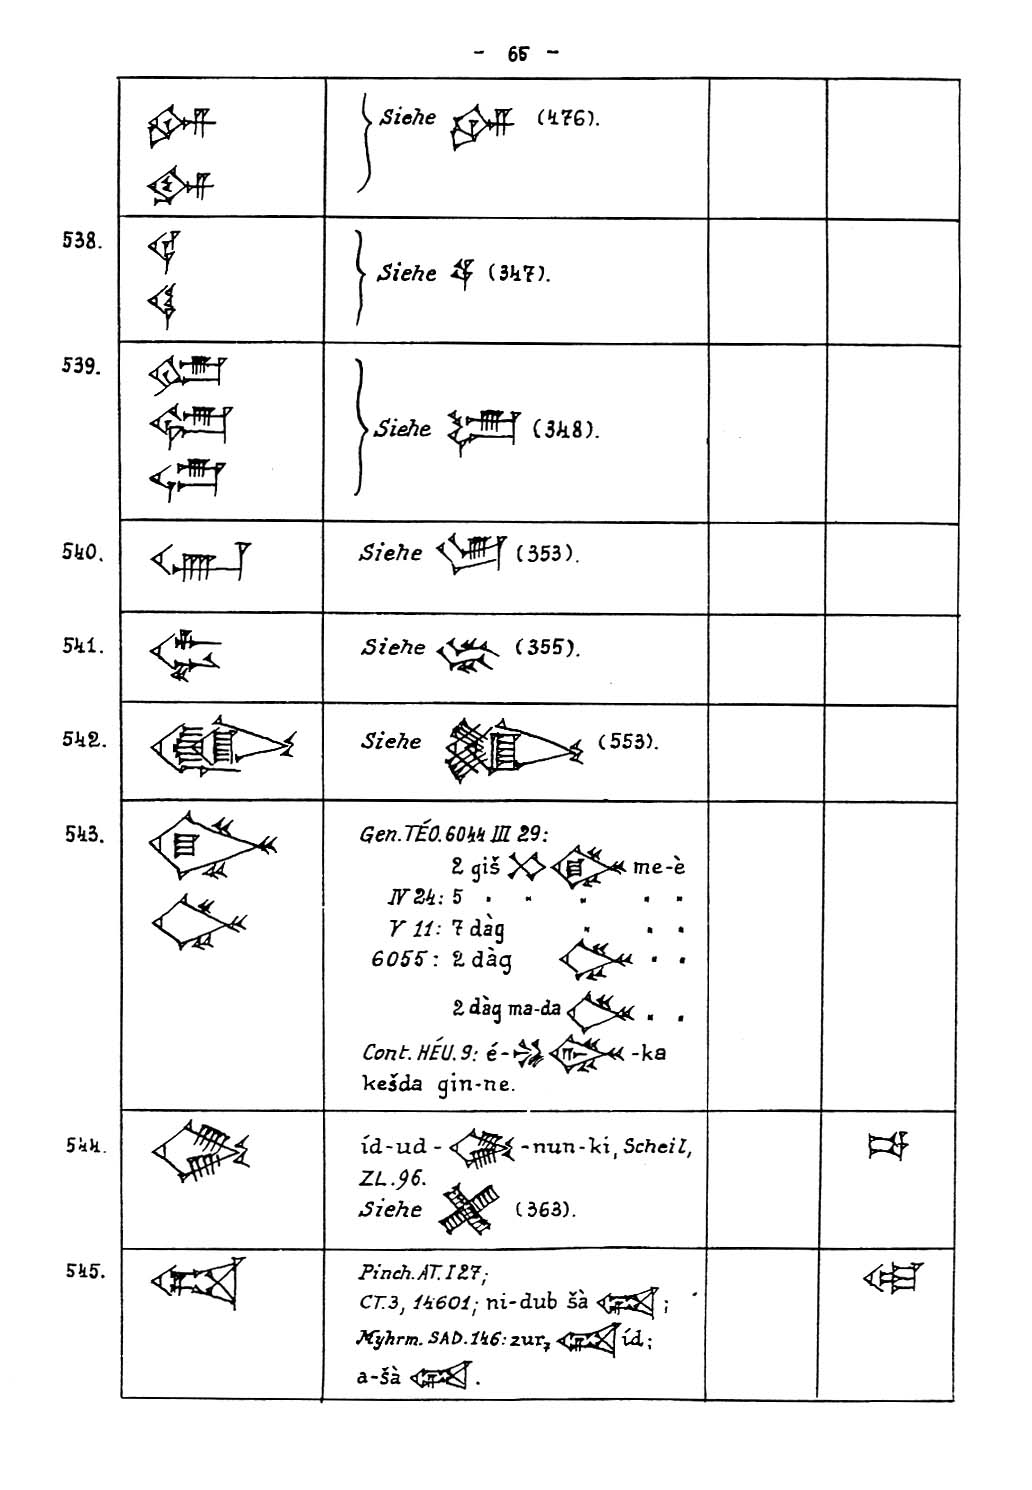 - 65 -
Siehe (476).
538. Siehe (347).
539. Siehe (348).
540. Siehe (353).
541. Siehe (355).
542. Siehe (553).
543. Gen. TÉO. 6044 III 29:
2 giš me-è
IV 24: 5 " " " " "
V 11: 7 dàg " " "
6055: 2 dàg " "
2 dàg ma-da " "
Cont. HÉU. 9: é- -ka
kešda gin-ne.
544. íd-ud- -nun-ki, Scheil,
ZL. 96.
Siehe (363).
545. Pinch. AT. I 27;
CT. 3, 14601; ni-dub šà ;
Myhrm. SAD. 146: zur₇ íd;
a-šà .